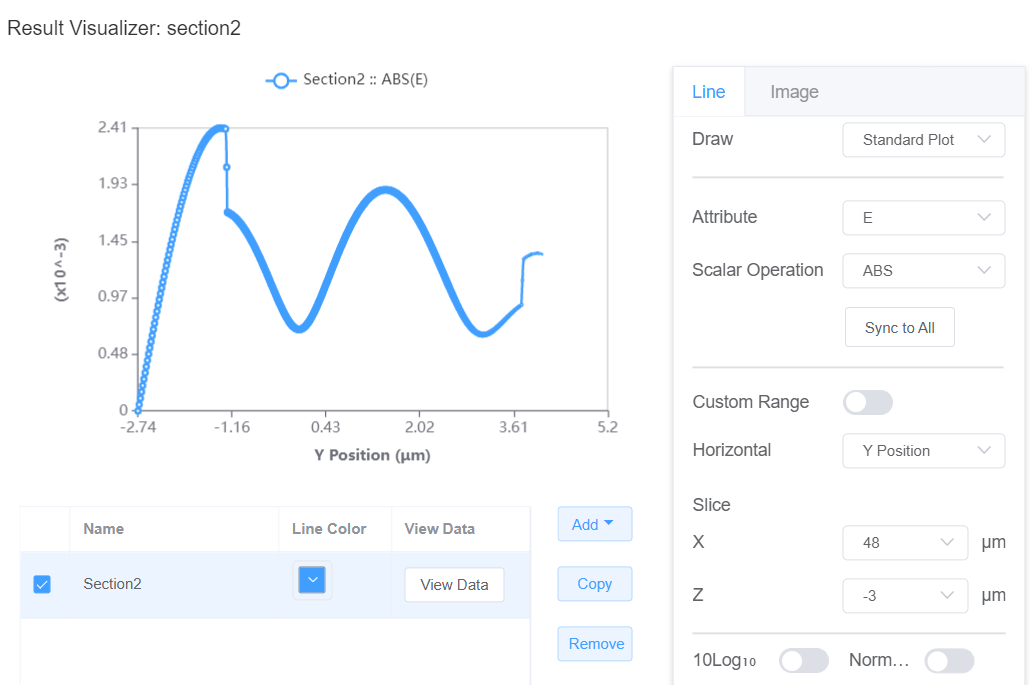 Result Visualizer: section2
Section2 :: ABS(E)
2.41
1.93
1.45
0.97
0.48
0
(x10^-3)
-2.74 -1.16 0.43 2.02 3.61 5.2
Y Position (μm)
Name Line Color View Data
Section2 View Data
Add
Copy
Remove
Line Image
Draw Standard Plot
Attribute E
Scalar Operation ABS
Sync to All
Custom Range
Horizontal Y Position
Slice
X 48 μm
Z -3 μm
10Log10 Norm...